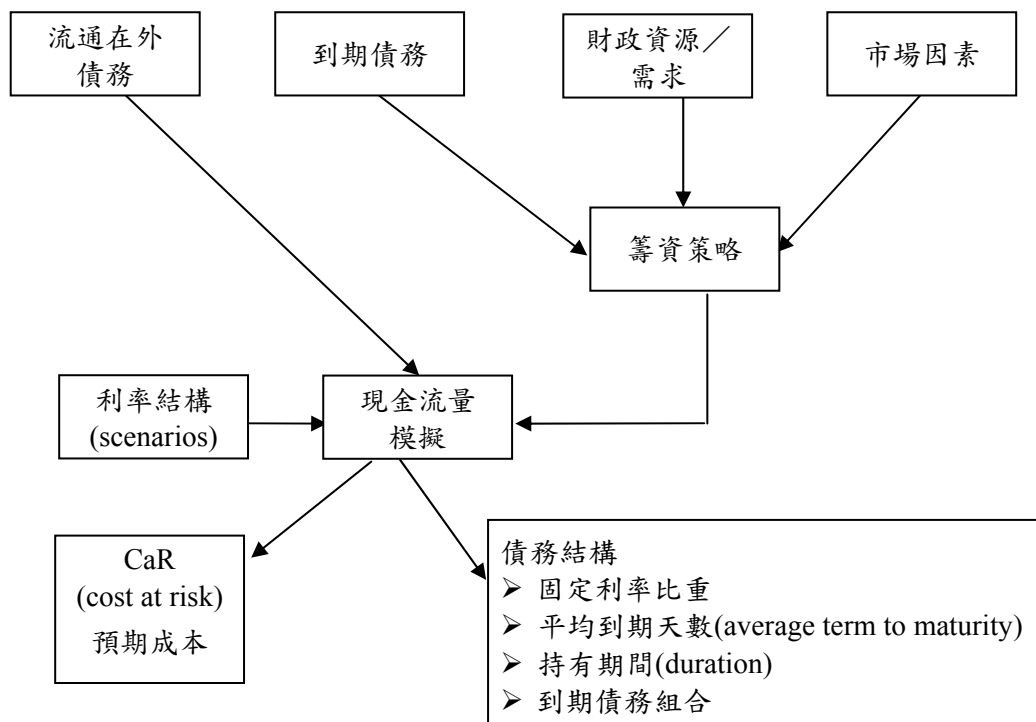 流通在外
債務
到期債務
財政資源／
需求
市場因素
籌資策略
利率結構
(scenarios)
現金流量
模擬
CaR
(cost at risk)
預期成本
債務結構
➢ 固定利率比重
➢ 平均到期天數(average term to maturity)
➢ 持有期間(duration)
➢ 到期債務組合